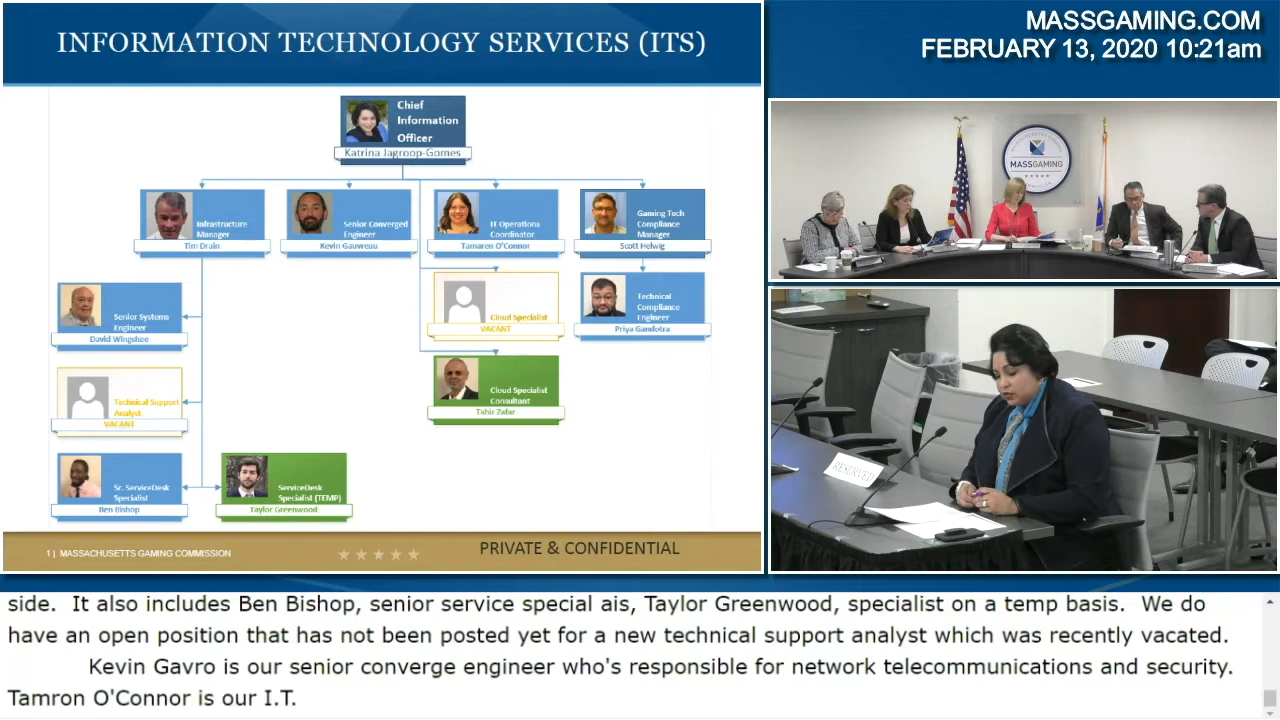 INFORMATION TECHNOLOGY SERVICES (ITS)
MASSGAMING.COM
FEBRUARY 13, 2020 10:21am
Chief
Information
Officer
Katrina Jagroop-Gomes
Infrastructure
Manager
Tim Drain
Senior Converged
Engineer
Kevin Gauvreau
IT Operations
Coordinator
Tamaren O'Connor
Gaming Tech
Compliance
Manager
Scott Helwig
Senior Systems
Engineer
David Wingshee
Cloud Specialist
VACANT
Technical
Compliance
Engineer
Priya Gandotra
Technical Support
Analyst
VACANT
Cloud Specialist
Consultant
Tahir Zafar
Sr. ServiceDesk
Specialist
Ben Bishop
ServiceDesk
Specialist (TEMP)
Taylor Greenwood
1 | MASSACHUSETTS GAMING COMMISSION
PRIVATE & CONFIDENTIAL
MASSGAMING
RESERVED
side. It also includes Ben Bishop, senior service special ais, Taylor Greenwood, specialist on a temp basis. We do
have an open position that has not been posted yet for a new technical support analyst which was recently vacated.
Kevin Gavro is our senior converge engineer who's responsible for network telecommunications and security.
Tamron O'Connor is our I.T.